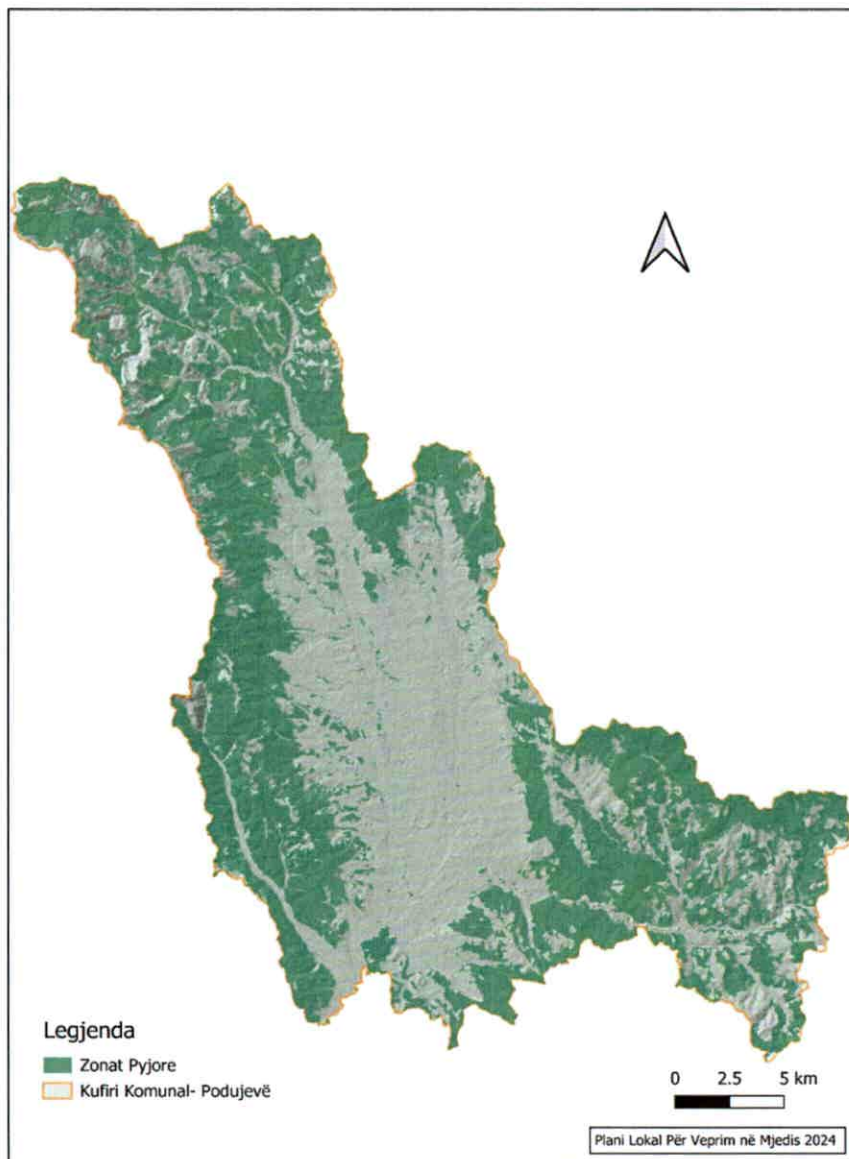 Legjenda
Zonat Pyjore
Kufiri Komunal- Podujevë
0 2.5 5 km
Plani Lokal Për Veprim në Mjedis 2024